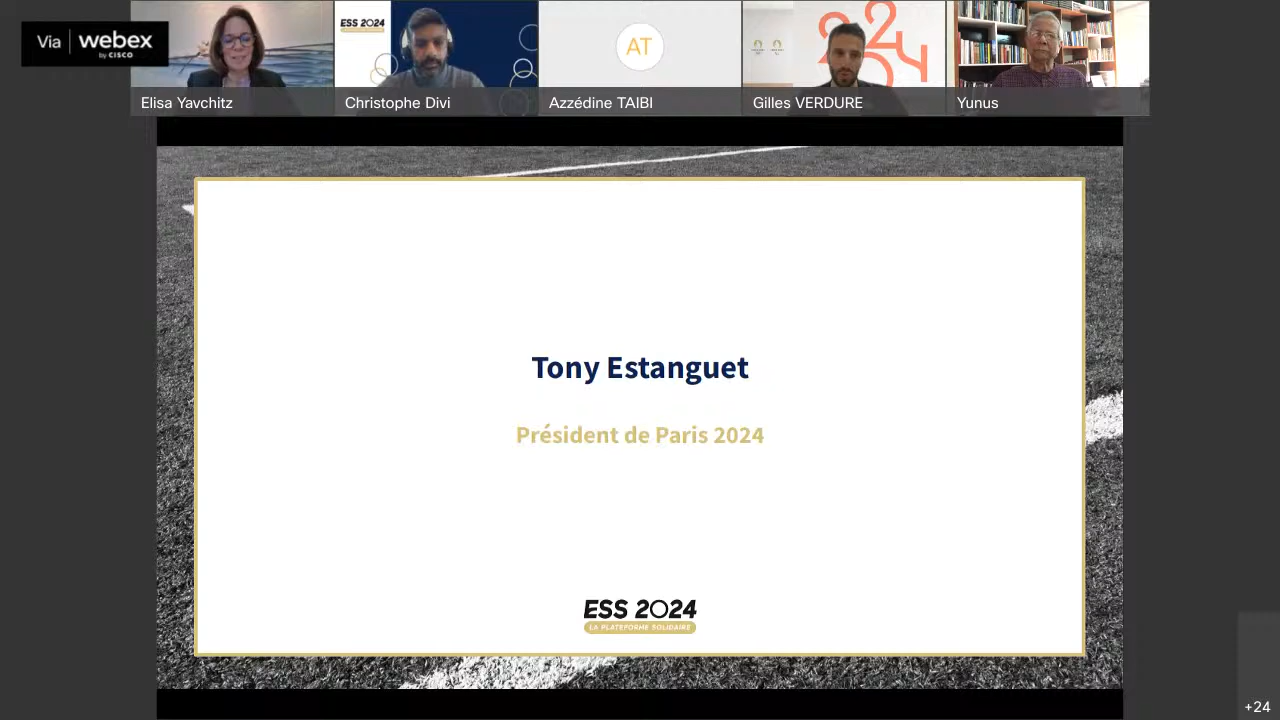 Via webex
by CISCO
ESS 2024
AT
2024
Elisa Yavchitz
Christophe Divi
Azzédine TAIBI
Gilles VERDURE
Yunus
Tony Estanguet
Président de Paris 2024
ESS 2024
LA PLATEFORME SOLIDAIRE
+24